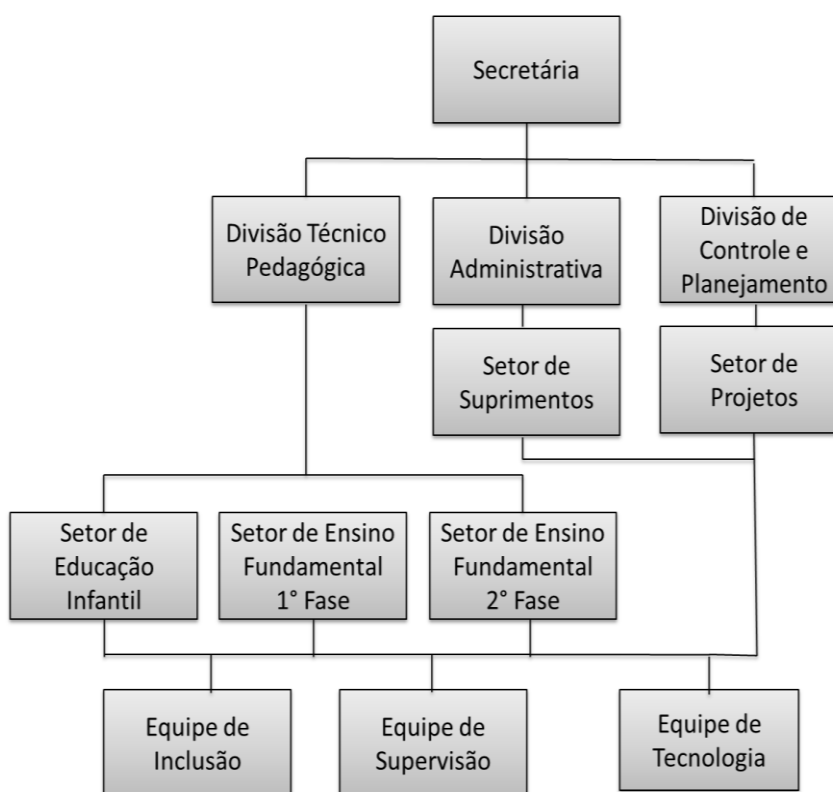 Secretária
Divisão Técnico
Pedagógica
Divisão
Administrativa
Divisão de
Controle e
Planejamento
Setor de
Suprimentos
Setor de
Projetos
Setor de
Educação
Infantil
Setor de Ensino
Fundamental
1° Fase
Setor de Ensino
Fundamental
2° Fase
Equipe de
Inclusão
Equipe de
Supervisão
Equipe de
Tecnologia